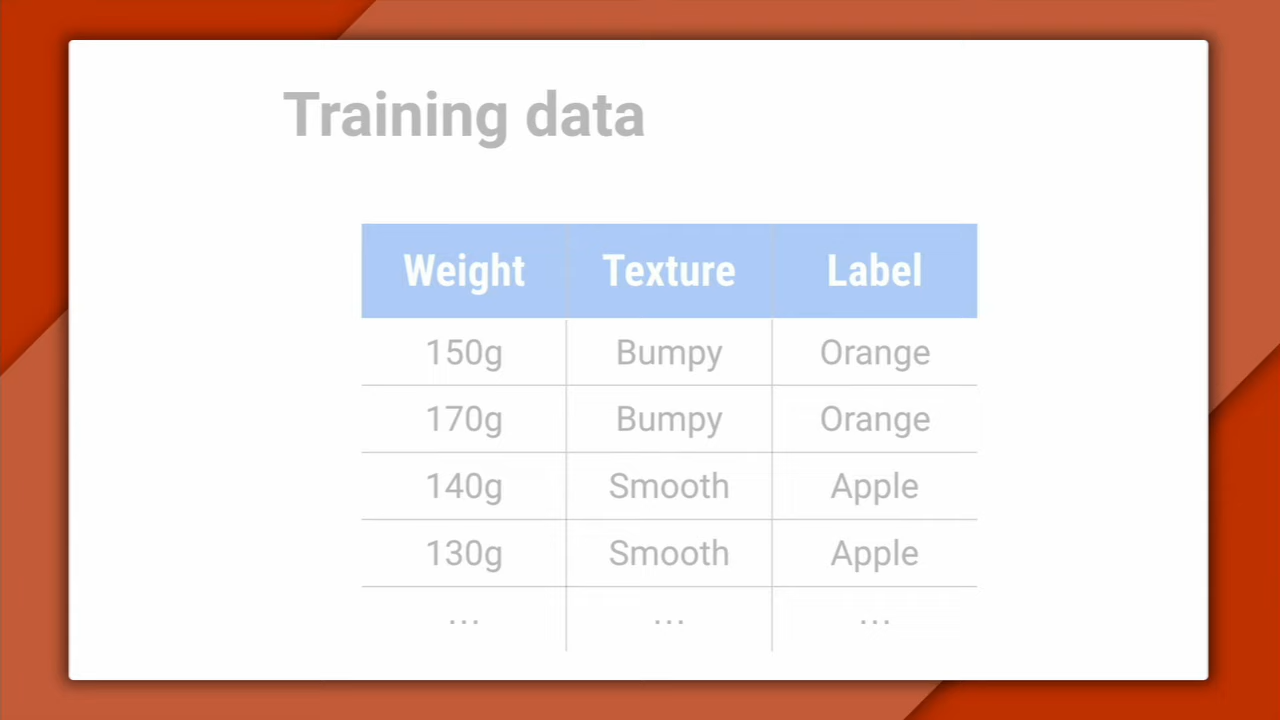 Training data
Weight Texture Label
150g Bumpy Orange
170g Bumpy Orange
140g Smooth Apple
130g Smooth Apple
... ... ...